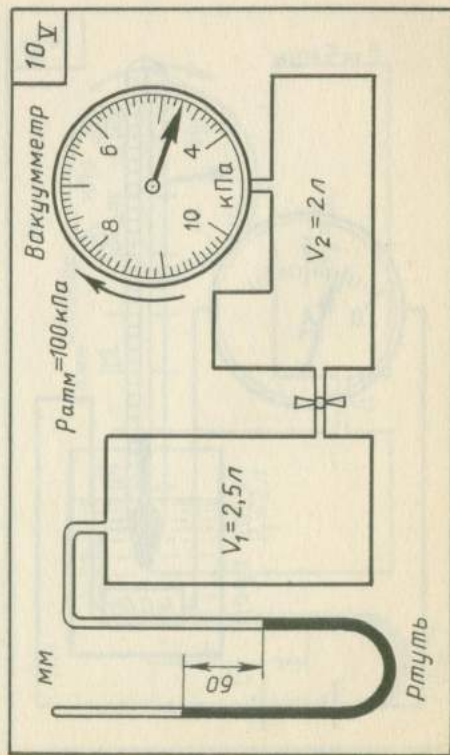 10 V
Вакуумметр
Pатм=100кПа
мм
8
6
4
10
кПа
V₁=2,5л
V₂=2л
60
Ртуть